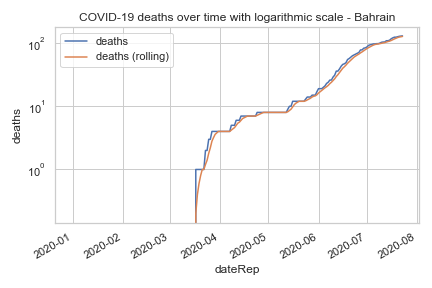 COVID-19 deaths over time with logarithmic scale - Bahrain
deaths
deaths (rolling)
10²
10¹
10⁰
deaths
2020-01
2020-02
2020-03
2020-04
2020-05
2020-06
2020-07
2020-08
dateRep